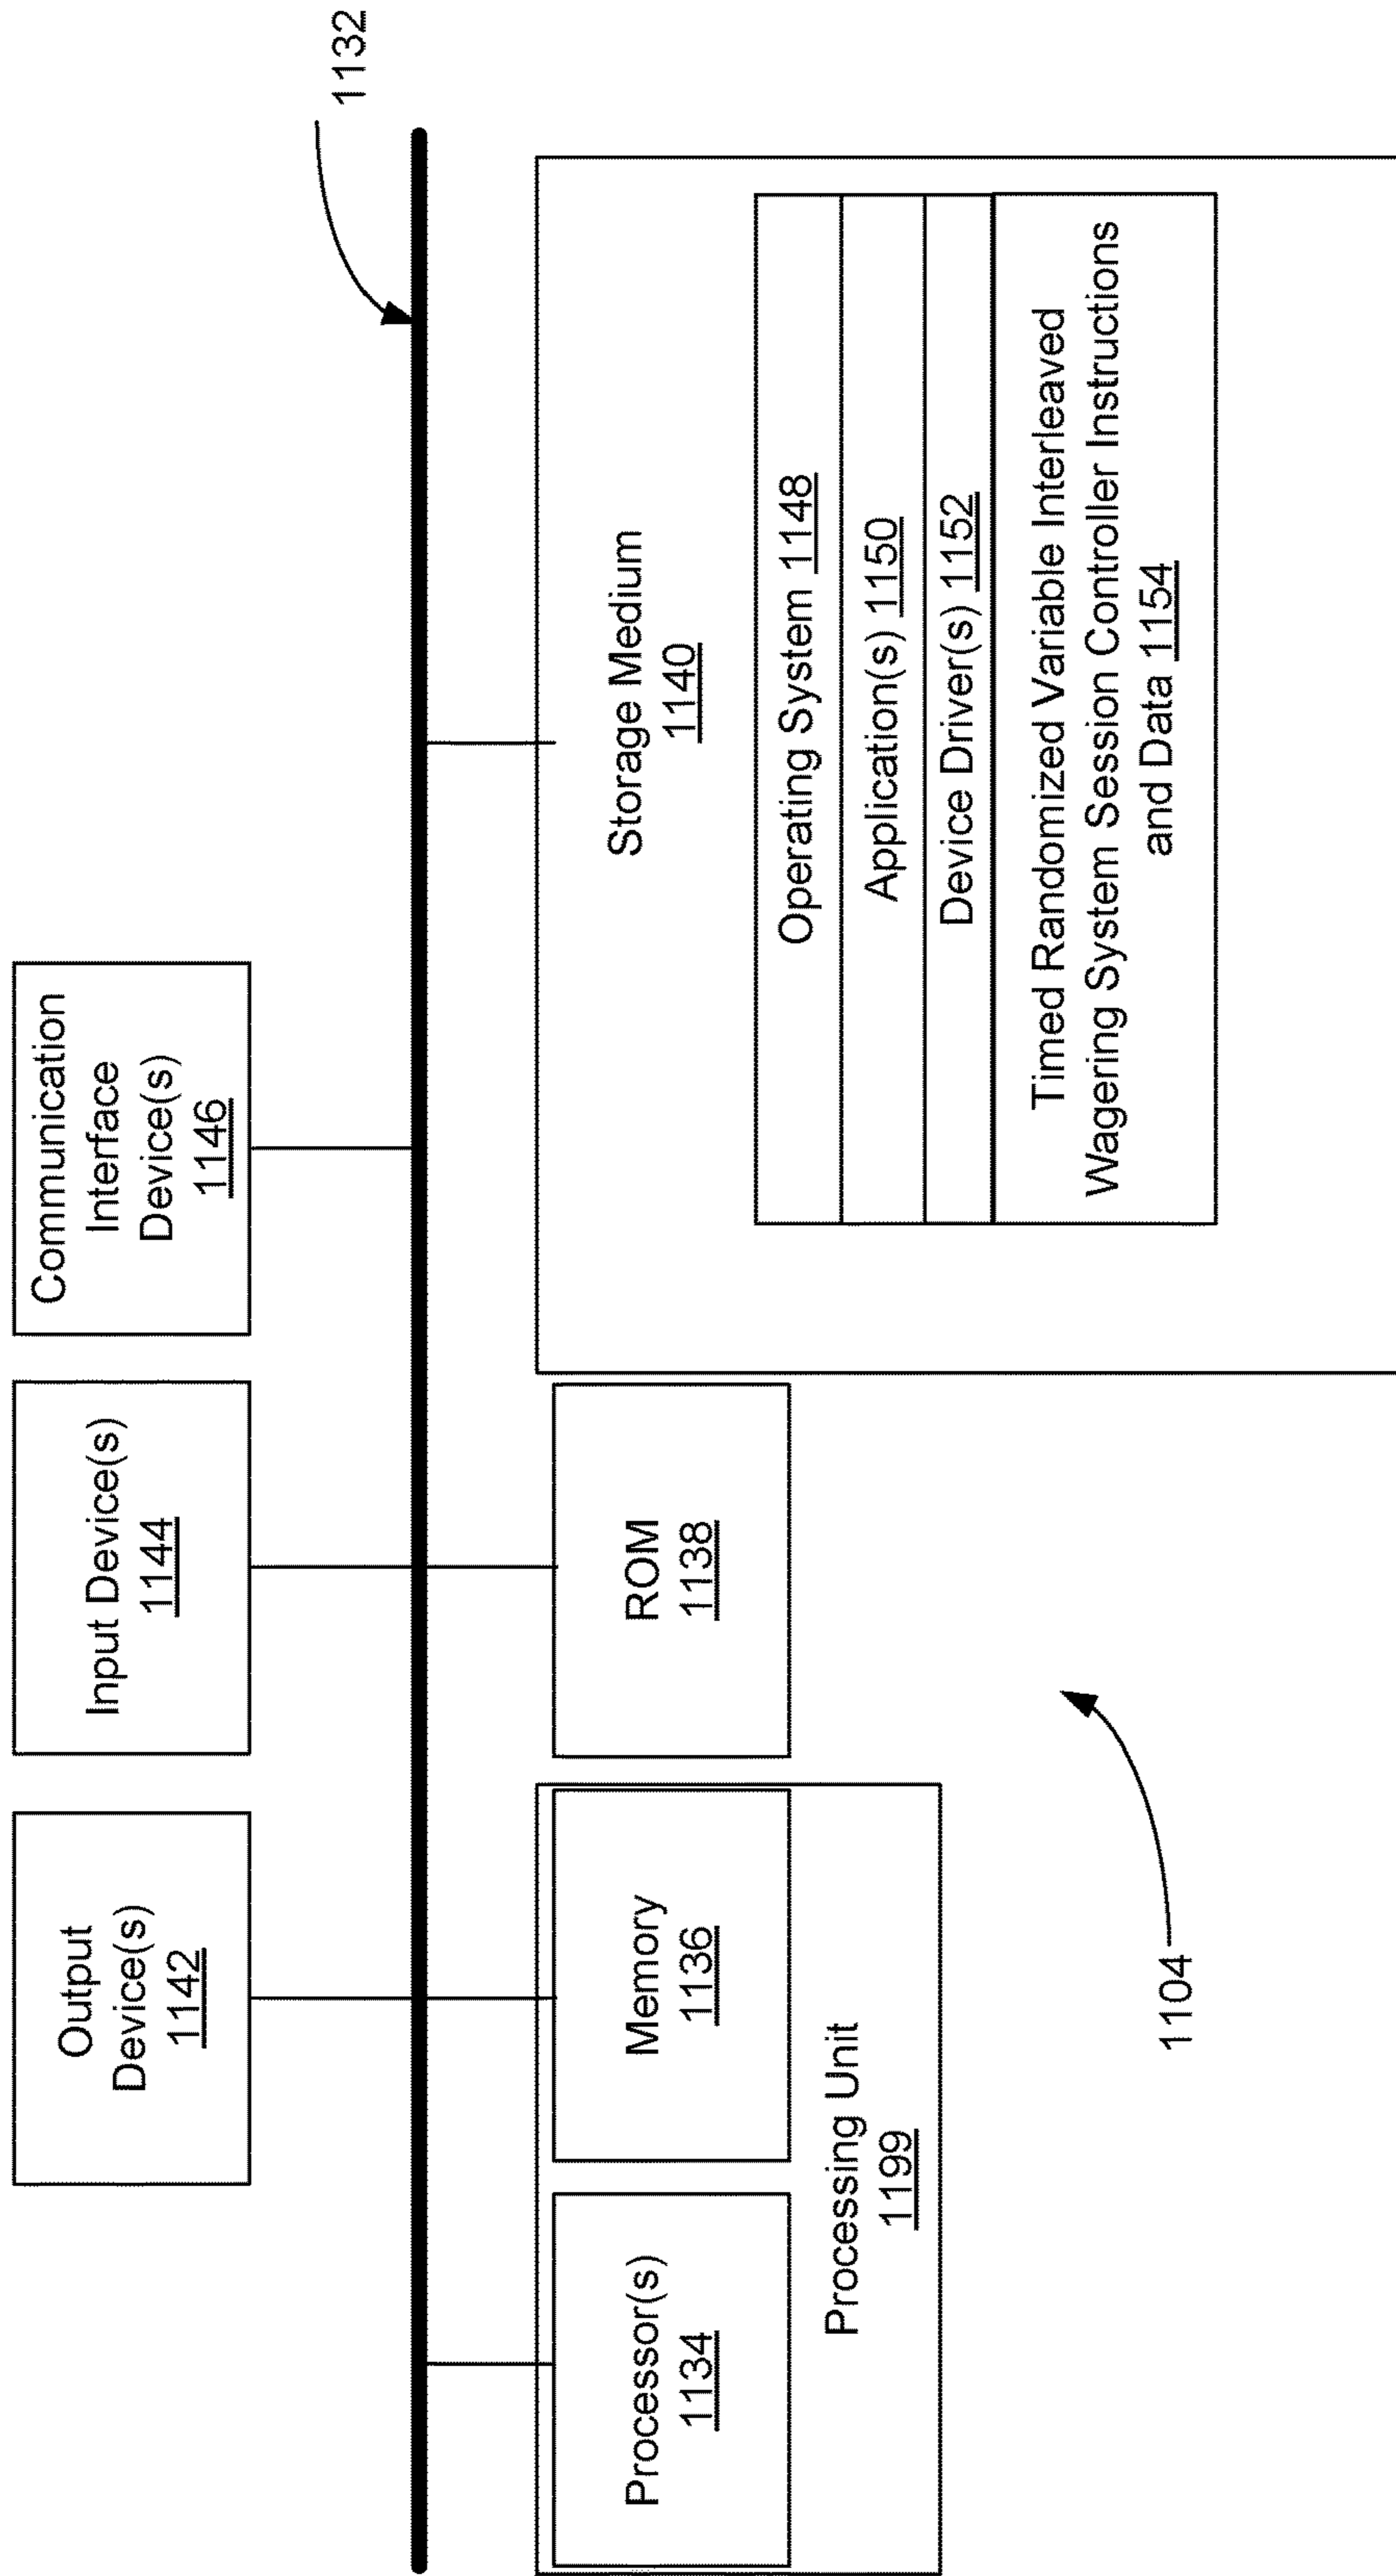 Output
Device(s)
1142
Input Device(s)
1144
Communication
Interface
Device(s)
1146
1132
Processor(s)
1134
Memory
1136
Processing Unit
1199
ROM
1138
Storage Medium
1140
Operating System 1148
Application(s) 1150
Device Driver(s) 1152
Timed Randomized Variable Interleaved
Wagering System Session Controller Instructions
and Data 1154
1104